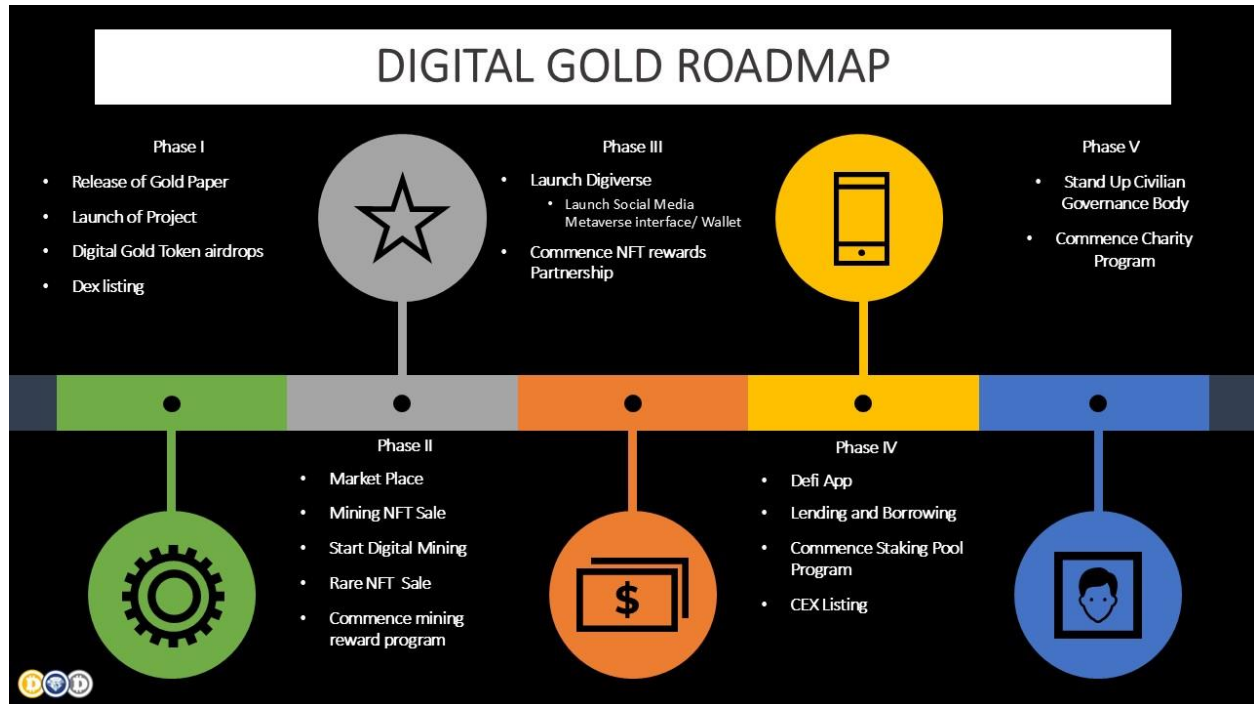 DIGITAL GOLD ROADMAP
Phase I
• Release of Gold Paper
• Launch of Project
• Digital Gold Token airdrops
• Dex listing
Phase II
• Market Place
• Mining NFT Sale
• Start Digital Mining
• Rare NFT Sale
• Commence mining
reward program
Phase III
• Launch Digiverse
• Launch Social Media
Metaverse interface/ Wallet
• Commence NFT rewards
Partnership
$
Phase IV
• Defi App
• Lending and Borrowing
• Commence Staking Pool
Program
• CEX Listing
Phase V
• Stand Up Civilian
Governance Body
• Commence Charity
Program